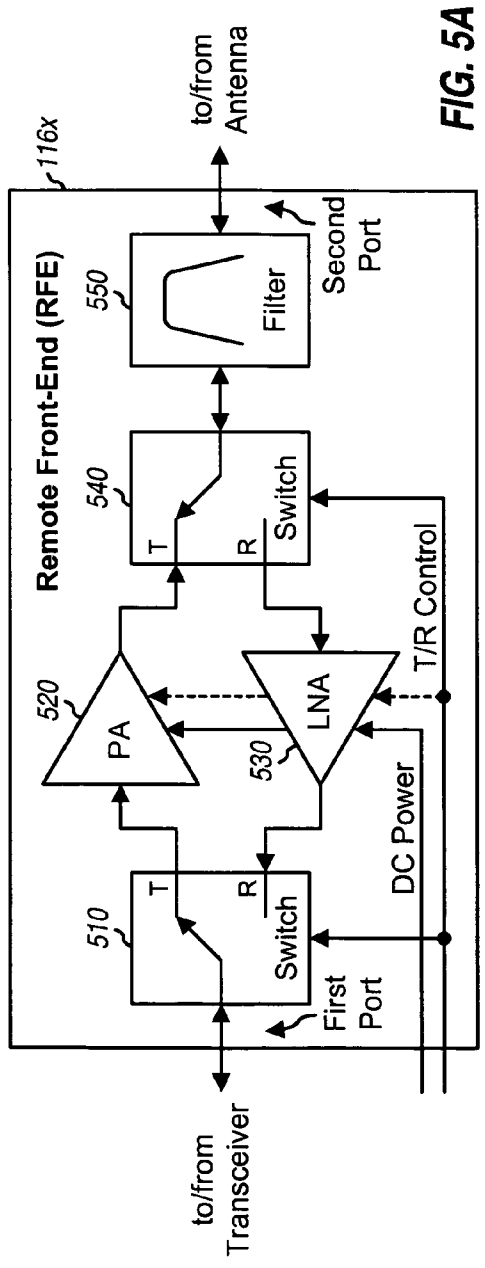 116x
Remote Front-End (RFE)
to/from
Transceiver
510
T
R
Switch
First
Port
520
PA
530
LNA
540
T
R
Switch
550
Filter
Second
Port
to/from
Antenna
DC Power
T/R Control
FIG. 5A